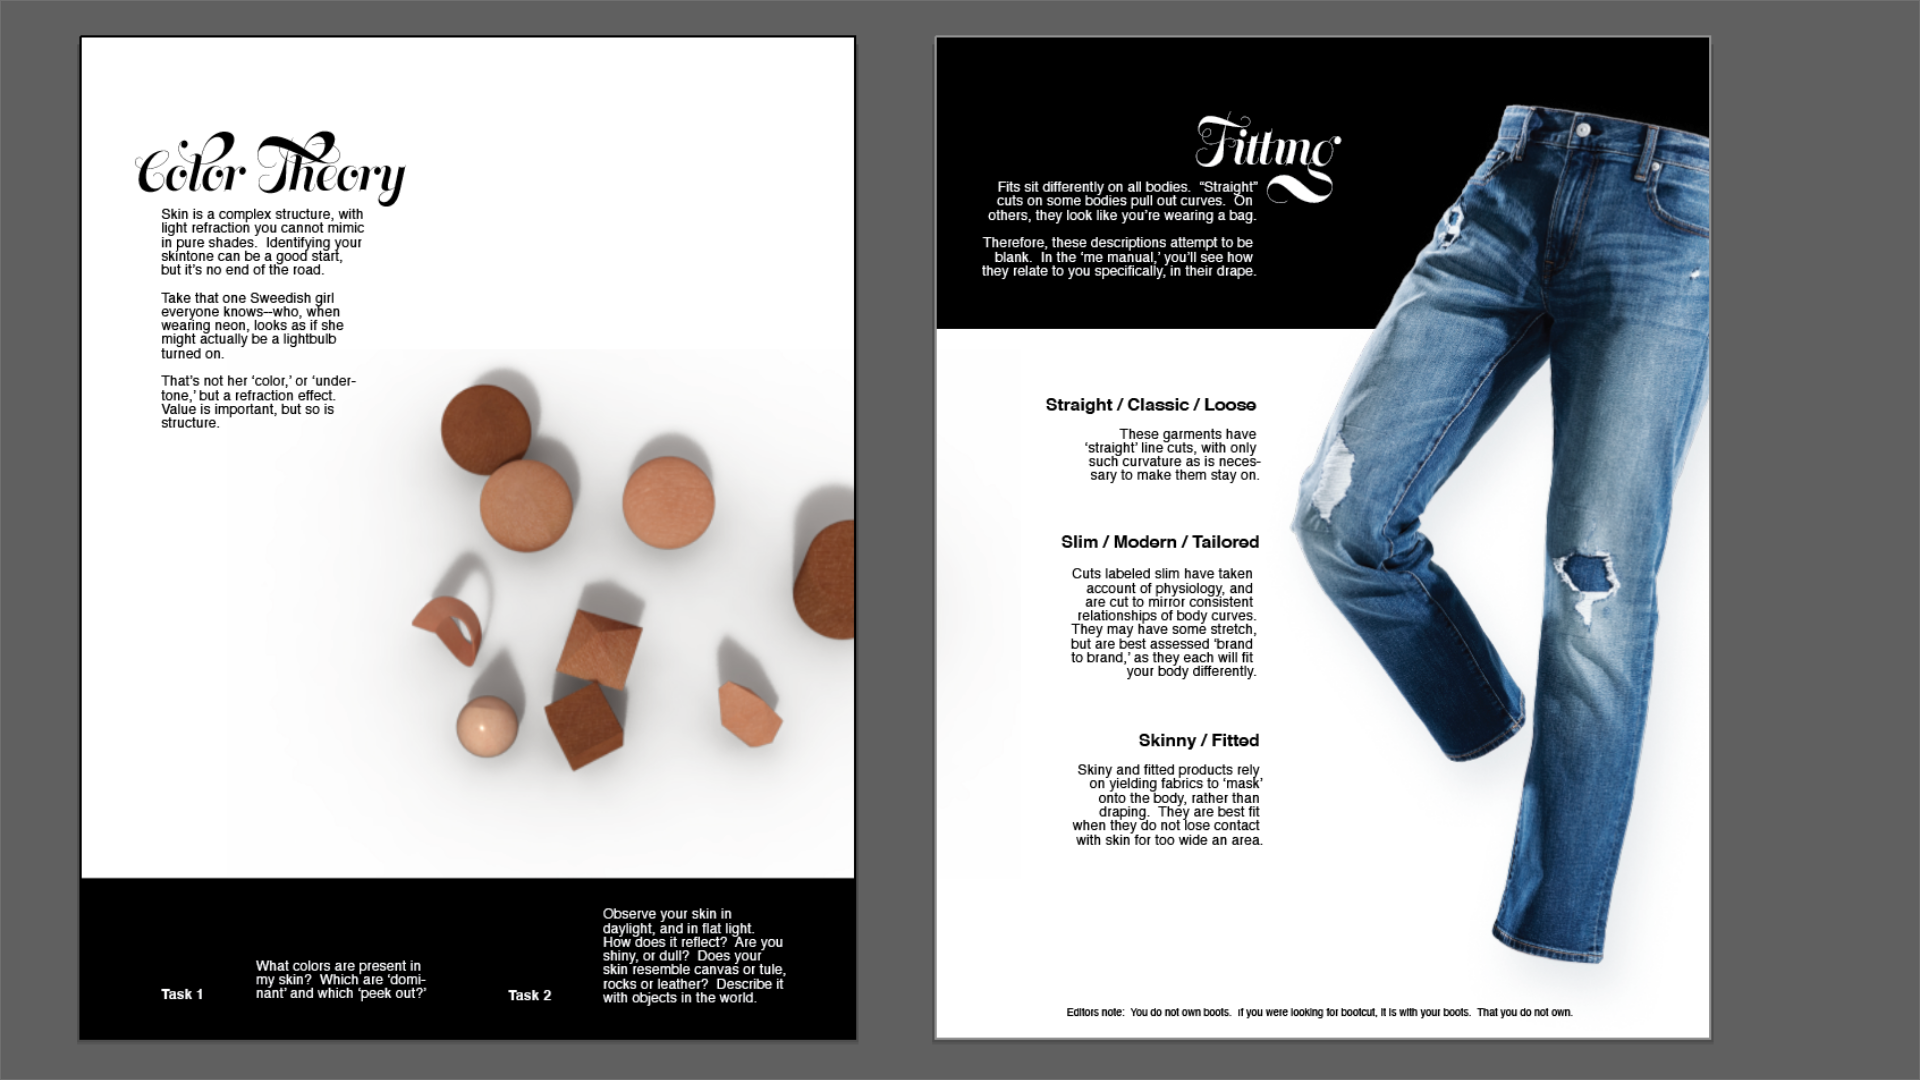 Color Theory
Skin is a complex structure, with
light refraction you cannot mimic
in pure shades.  Identifying your
skintone can be a good start,
but it's no end of the road.
Take that one Sweedish girl
everyone knows--who, when
wearing neon, looks as if she
might actually be a lightbulb
turned on.
That's not her 'color,' or 'under-
tone,' but a refraction effect.
Value is important, but so is
structure.
Task 1
What colors are present in
my skin?  Which are 'domi-
nant' and which 'peek out?'
Task 2
Observe your skin in
daylight, and in flat light.
How does it reflect?  Are you
shiny, or dull?  Does your
skin resemble canvas or tule,
rocks or leather?  Describe it
with objects in the world.
Fitting
Fits sit differently on all bodies.  "Straight"
cuts on some bodies pull out curves.  On
others, they look like you're wearing a bag.
Therefore, these descriptions attempt to be
blank.  In the 'me manual,' you'll see how
they relate to you specifically, in their drape.
Straight / Classic / Loose
These garments have
'straight' line cuts, with only
such curvature as is neces-
sary to make them stay on.
Slim / Modern / Tailored
Cuts labeled slim have taken
account of physiology, and
are cut to mirror consistent
relationships of body curves.
They may have some stretch,
but are best assessed 'brand
to brand,' as they each will fit
your body differently.
Skinny / Fitted
Skiny and fitted products rely
on yielding fabrics to 'mask'
onto the body, rather than
draping.  They are best fit
when they do not lose contact
with skin for too wide an area.
Editors note:  You do not own boots.  If you were looking for bootcut, it is with your boots.  That you do not own.